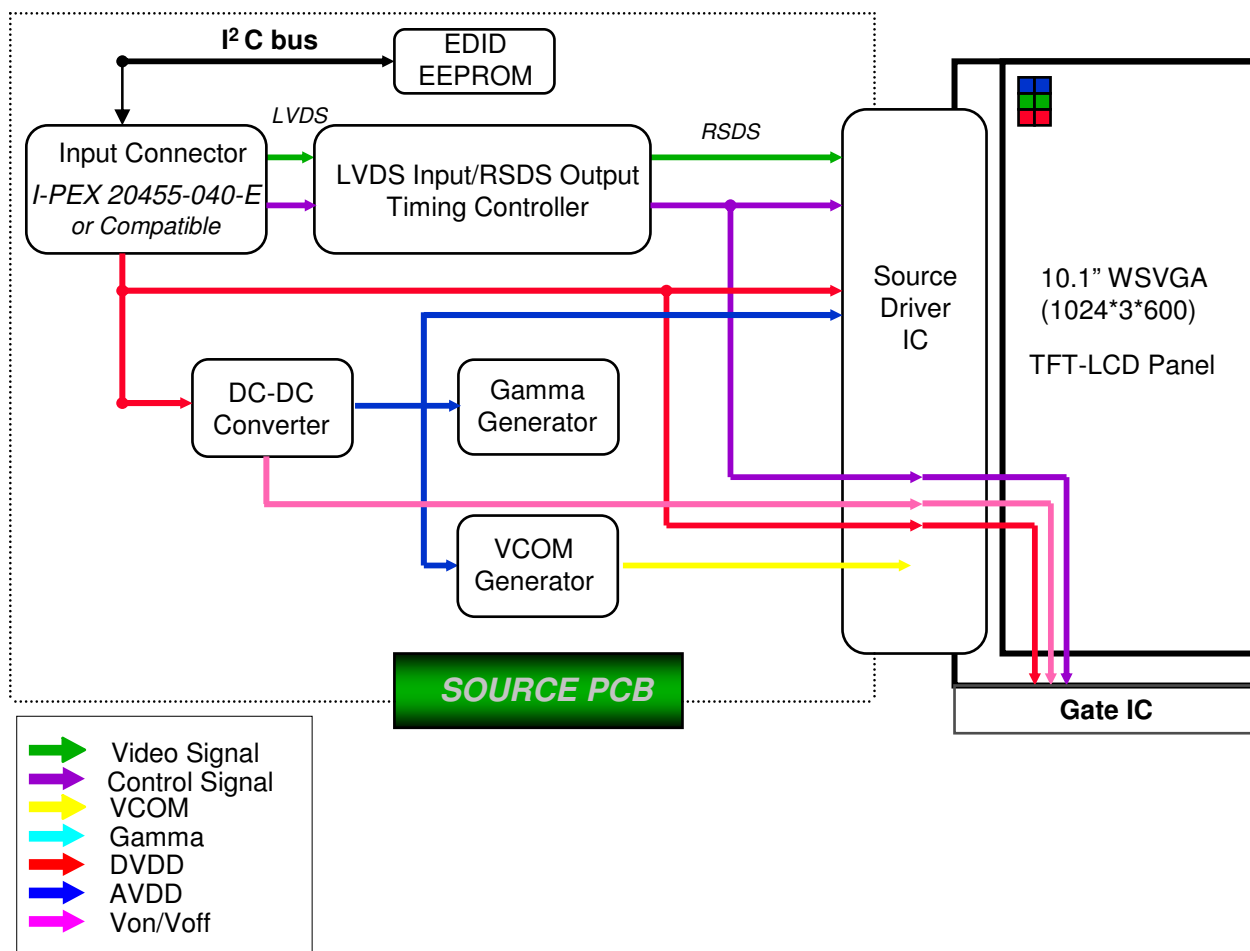 I² C bus
EDID
EEPROM
LVDS
RSDS
Input Connector
I-PEX 20455-040-E
or Compatible
LVDS Input/RSDS Output
Timing Controller
Source
Driver
IC
10.1” WSVGA
(1024*3*600)
TFT-LCD Panel
DC-DC
Converter
Gamma
Generator
VCOM
Generator
SOURCE PCB
Gate IC
Video Signal
Control Signal
VCOM
Gamma
DVDD
AVDD
Von/Voff